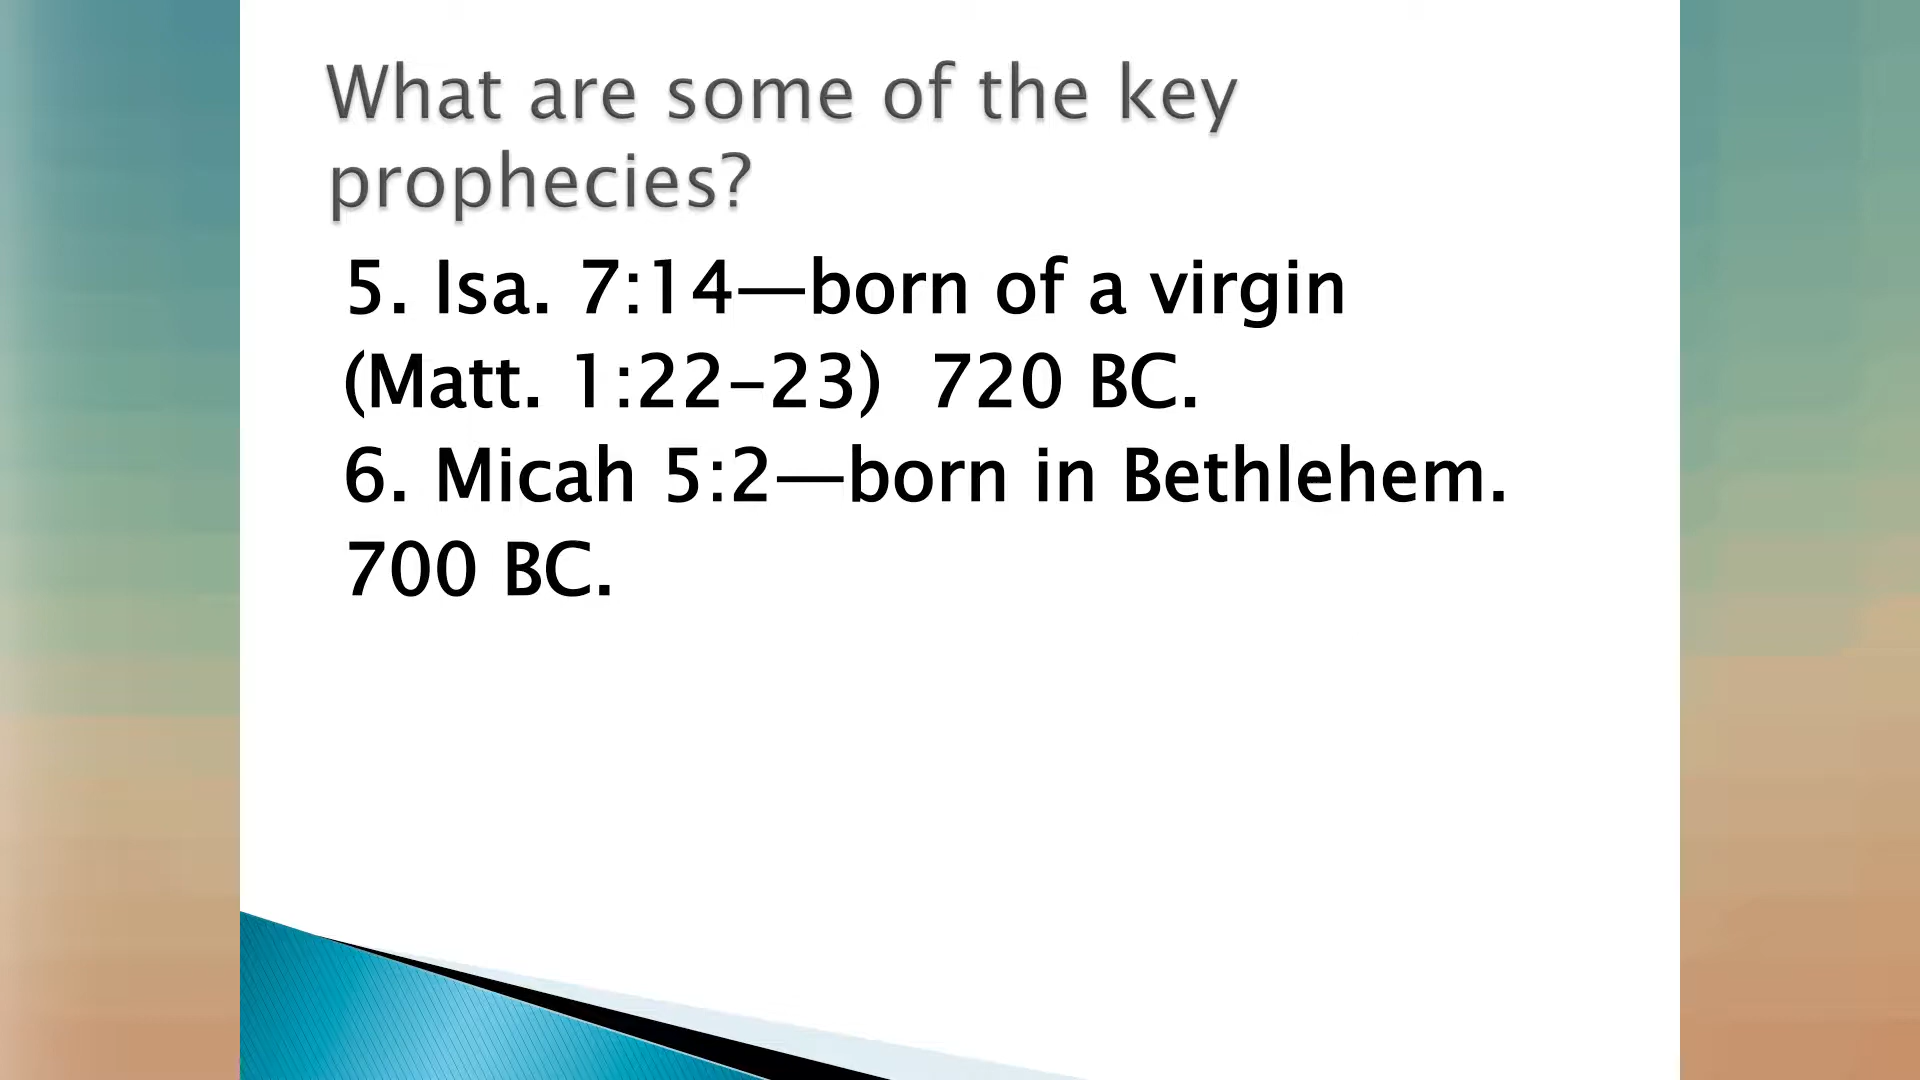 What are some of the key
prophecies?
5. Isa. 7:14—born of a virgin
(Matt. 1:22-23)  720 BC.
6. Micah 5:2—born in Bethlehem.
700 BC.